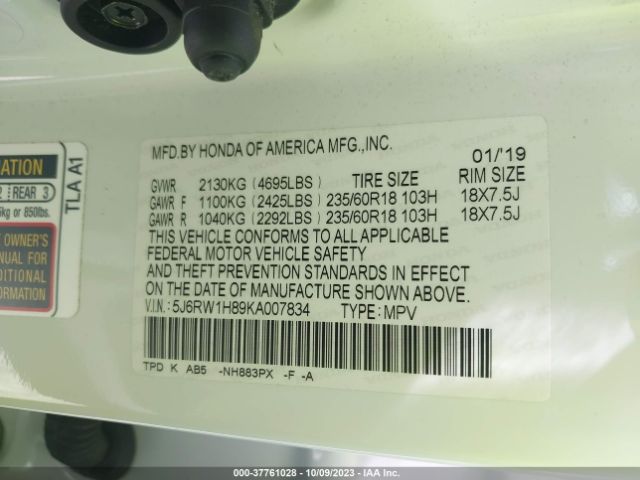 ATION
2 REAR 3
kg or 850lbs.
OWNER'S
NUAL FOR
DITIONAL
ORMATION
TLA A1
MFD.BY HONDA OF AMERICA MFG.,INC. 01/'19
GVWR 2130KG (4695LBS) TIRE SIZE RIM SIZE
GAWR F 1100KG (2425LBS) 235/60R18 103H 18X7.5J
GAWR R 1040KG (2292LBS) 235/60R18 103H 18X7.5J
THIS VEHICLE CONFORMS TO ALL APPLICABLE
FEDERAL MOTOR VEHICLE SAFETY
AND THEFT PREVENTION STANDARDS IN EFFECT
ON THE DATE OF MANUFACTURE SHOWN ABOVE.
V.I.N: 5J6RW1H89KA007834 TYPE: MPV
TPD K AB5 -NH883PX -F -A
000-37761028 - 10/09/2023 - IAA Inc.